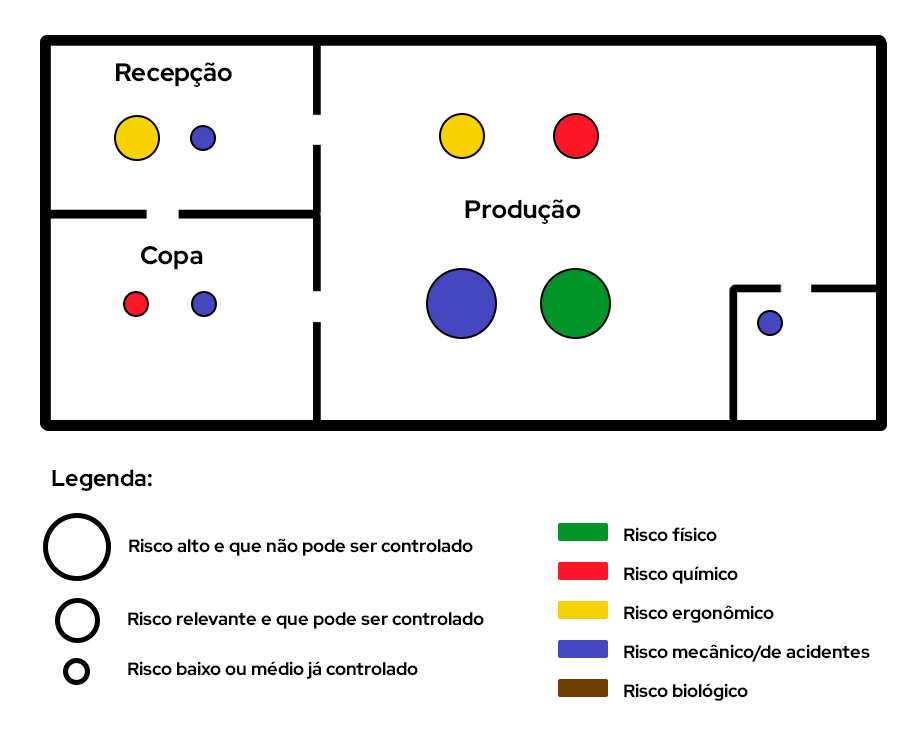 Recepção
Produção
Copa
Legenda:
Risco alto e que não pode ser controlado
Risco relevante e que pode ser controlado
Risco baixo ou médio já controlado
Risco físico
Risco químico
Risco ergonômico
Risco mecânico/de acidentes
Risco biológico